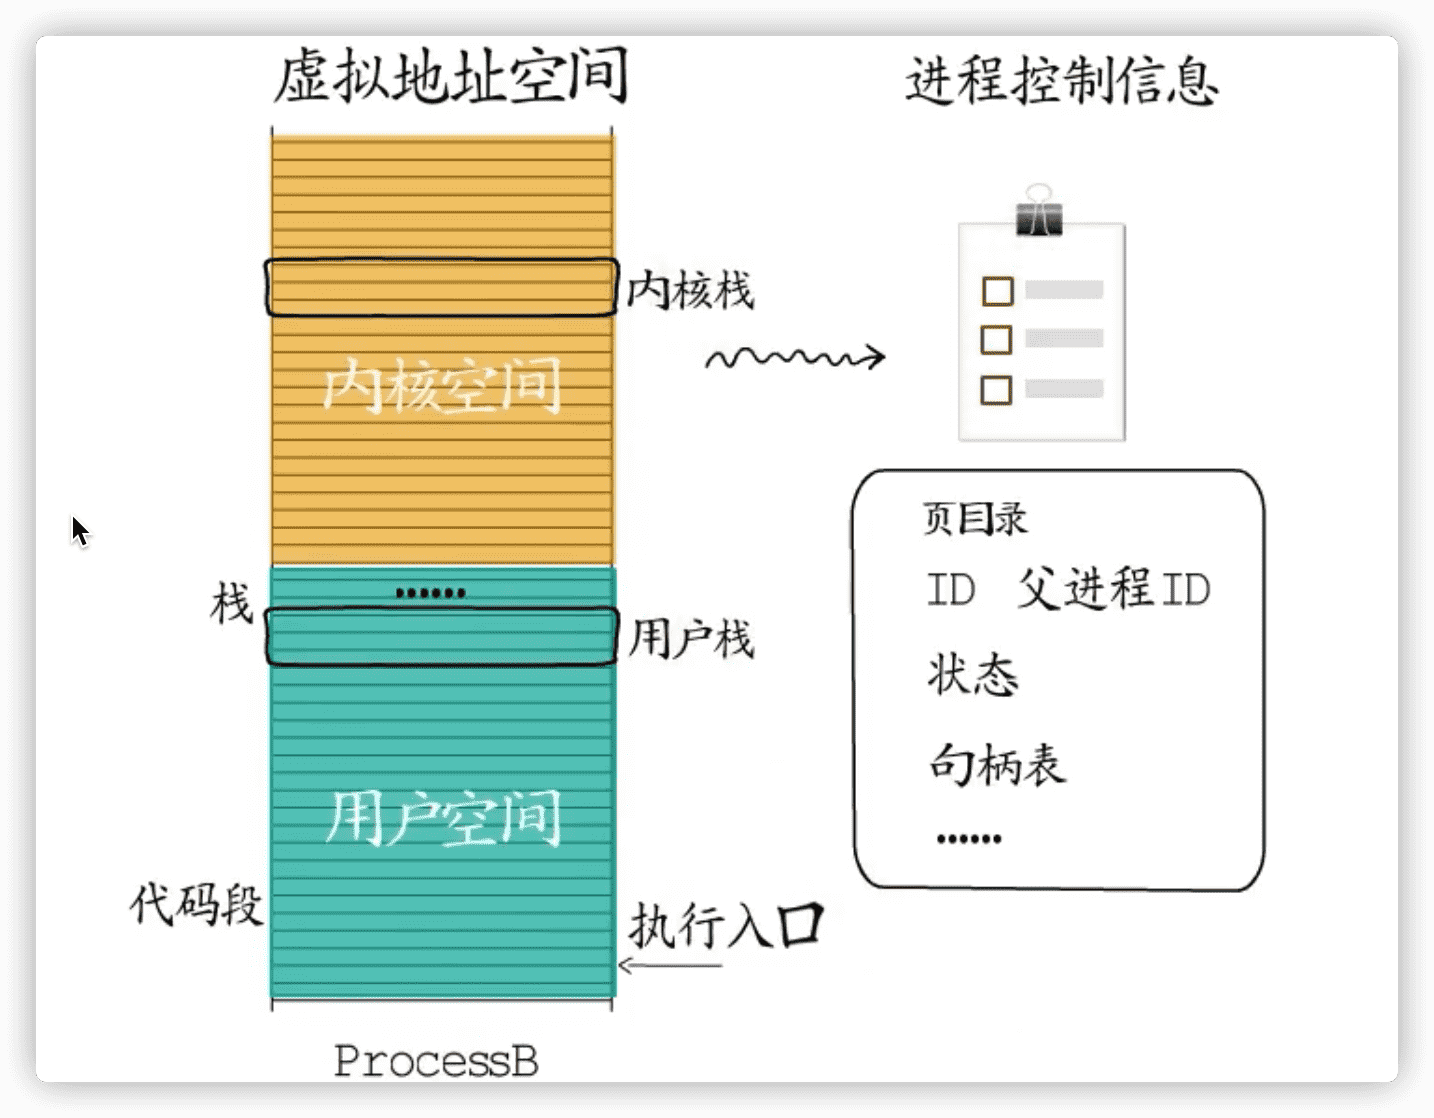 虚拟地址空间
进程控制信息
内核栈
内核空间
页目录
ID 父进程ID
......
栈
用户栈
状态
句柄表
用户空间
......
代码段
执行入口
ProcessB